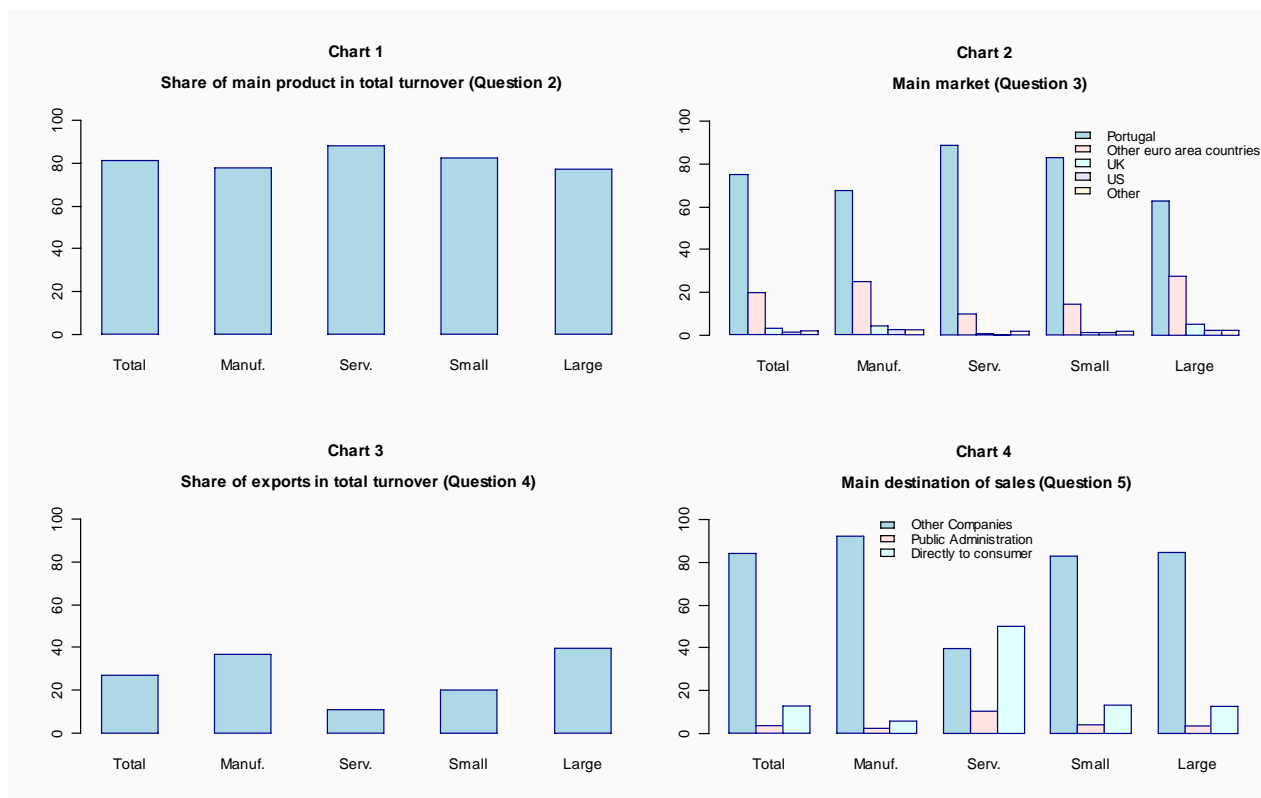 Chart 1
Share of main product in total turnover (Question 2)
100
80
60
40
20
0
Total Manuf. Serv. Small Large
Chart 2
Main market (Question 3)
Portugal
Other euro area countries
UK
US
Other
100
80
60
40
20
0
Total Manuf. Serv. Small Large
Chart 3
Share of exports in total turnover (Question 4)
100
80
60
40
20
0
Total Manuf. Serv. Small Large
Chart 4
Main destination of sales (Question 5)
Other Companies
Public Administration
Directly to consumer
100
80
60
40
20
0
Total Manuf. Serv. Small Large